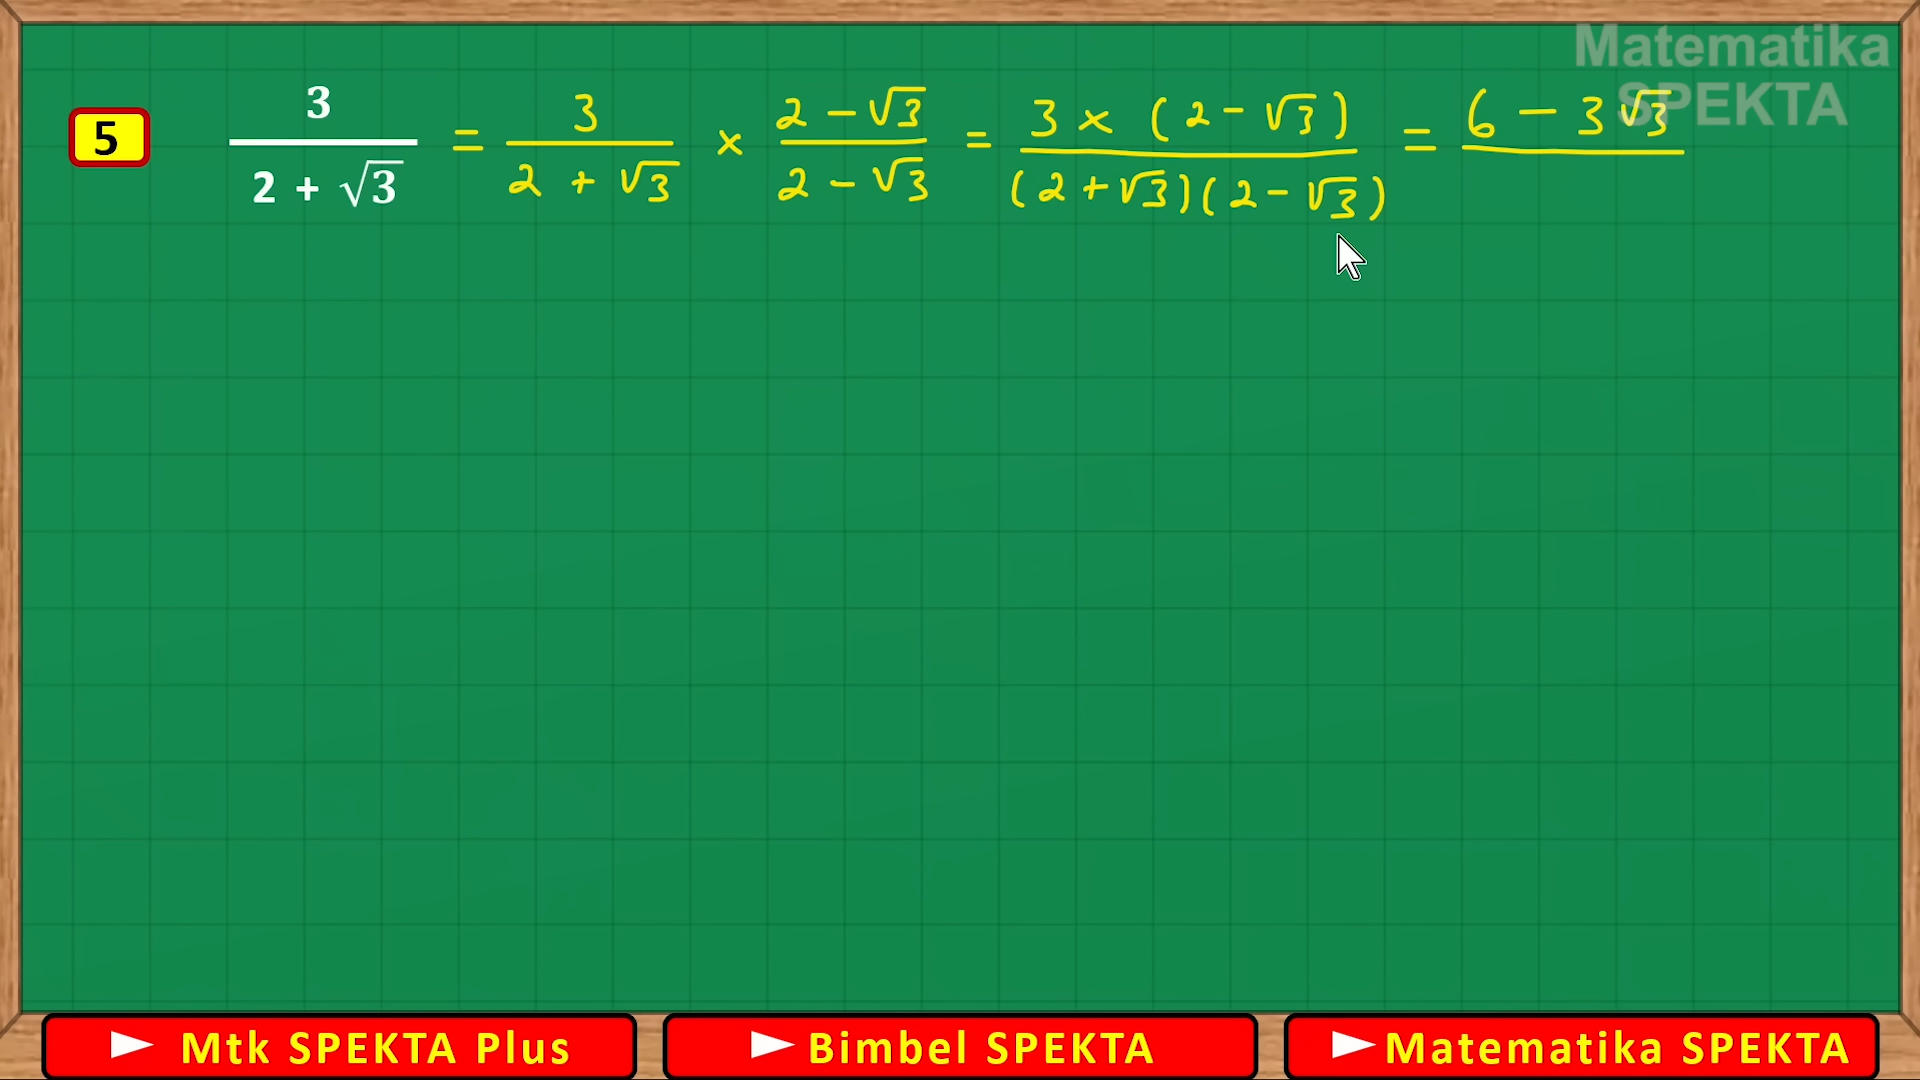 Matematika
SPEKTA
5
3 / (2 + √3) = 3 / (2 + √3) × (2 − √3) / (2 − √3) = 3 × (2 − √3) / (2 + √3)(2 − √3) = 6 − 3√3
Mtk SPEKTA Plus
Bimbel SPEKTA
Matematika SPEKTA